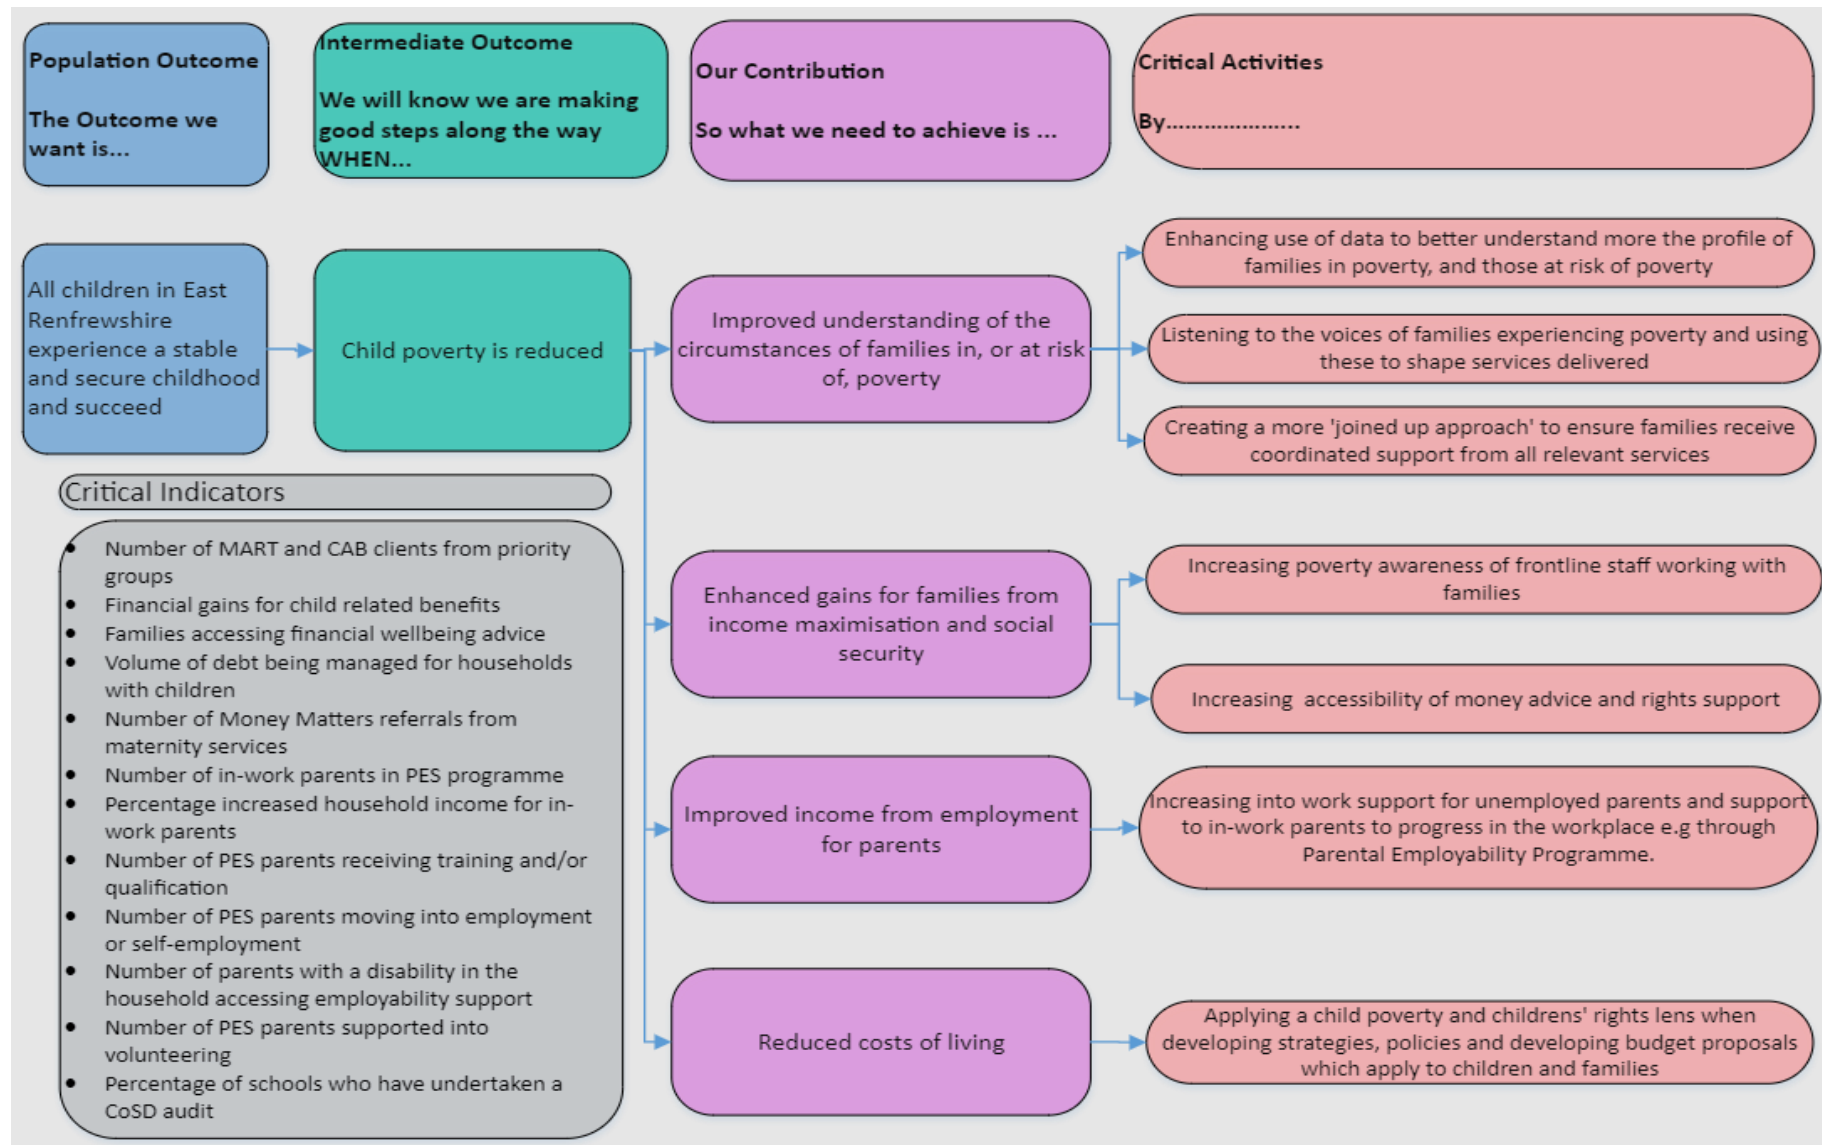 Population Outcome
The Outcome we
want is...
Intermediate Outcome
We will know we are making
good steps along the way
WHEN...
Our Contribution
So what we need to achieve is ...
Critical Activities
By.....................
All children in East
Renfrewshire
experience a stable
and secure childhood
and succeed
Child poverty is reduced
Improved understanding of the
circumstances of families in, or at risk
of, poverty
Enhancing use of data to better understand more the profile of
families in poverty, and those at risk of poverty
Listening to the voices of families experiencing poverty and using
these to shape services delivered
Creating a more 'joined up approach' to ensure families receive
coordinated support from all relevant services
Critical Indicators
• Number of MART and CAB clients from priority
groups
• Financial gains for child related benefits
• Families accessing financial wellbeing advice
• Volume of debt being managed for households
with children
• Number of Money Matters referrals from
maternity services
• Number of in-work parents in PES programme
• Percentage increased household income for in-
work parents
• Number of PES parents receiving training and/or
qualification
• Number of PES parents moving into employment
or self-employment
• Number of parents with a disability in the
household accessing employability support
• Number of PES parents supported into
volunteering
• Percentage of schools who have undertaken a
CoSD audit
Enhanced gains for families from
income maximisation and social
security
Increasing poverty awareness of frontline staff working with
families
Increasing  accessibility of money advice and rights support
Improved income from employment
for parents
Increasing into work support for unemployed parents and support
to in-work parents to progress in the workplace e.g through
Parental Employability Programme.
Reduced costs of living
Applying a child poverty and childrens' rights lens when
developing strategies, policies and developing budget proposals
which apply to children and families